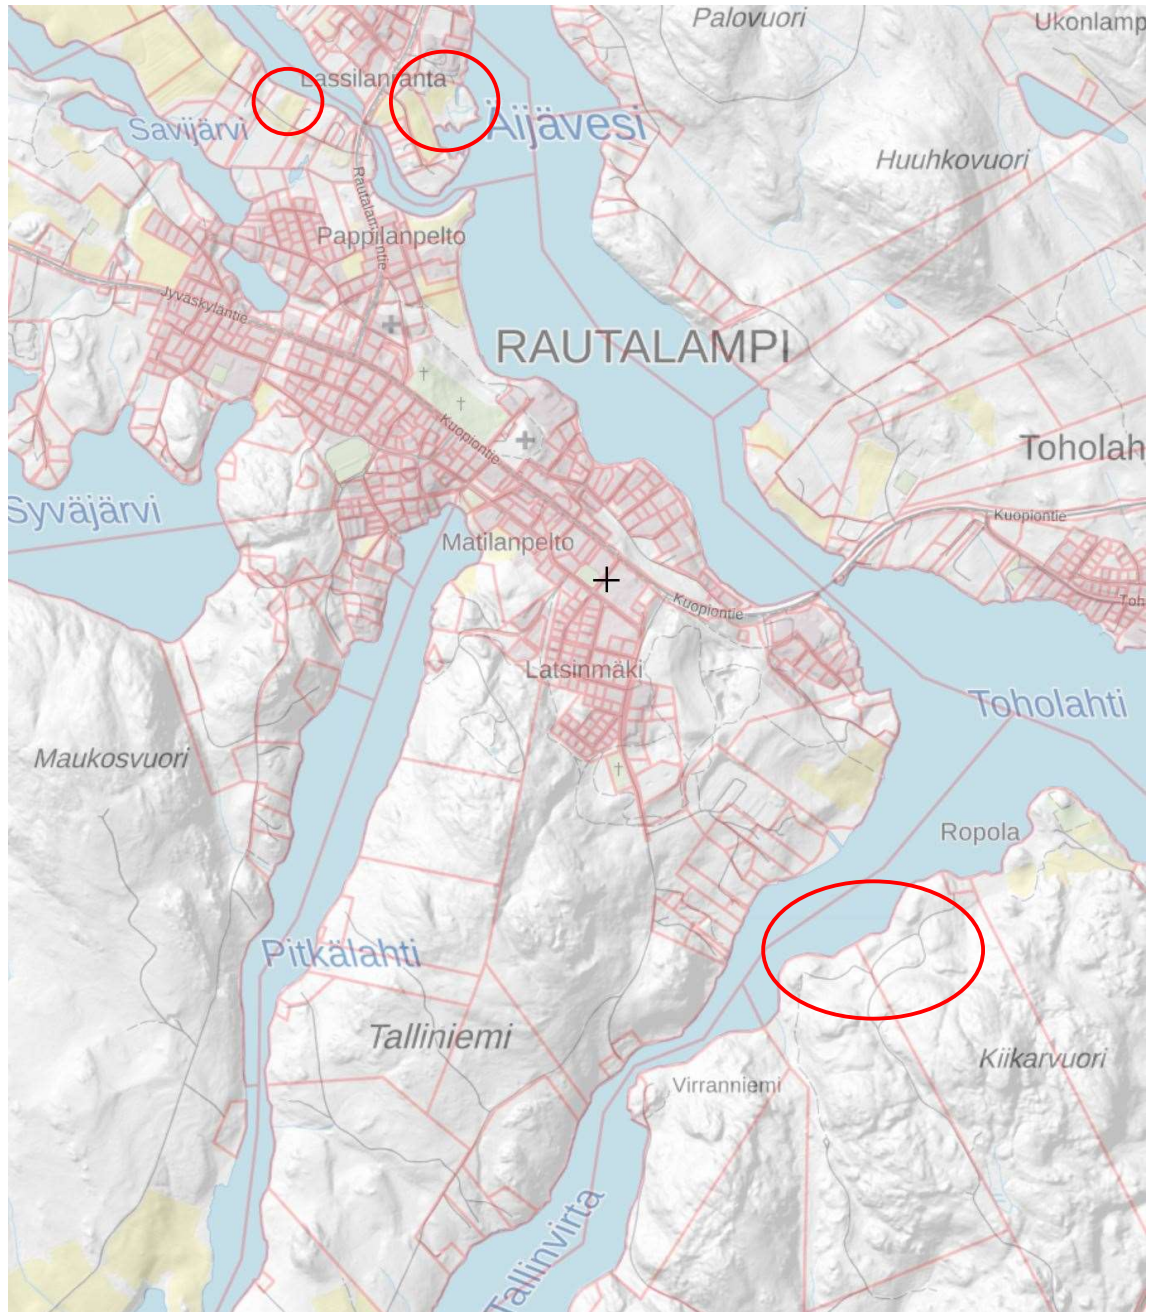 Palovuori
Ukonlamp
Lassilanranta
Savijärvi
Äijävesi
Huuhkovuori
Rautalammintie
Pappilanpelto
Jyväskyläntie
RAUTALAMPI
Kuopiontie
Toholah
Syväjärvi
Kuopiontie
Matilanpelto
Kuopiontie
Toh
Latsinmäki
Toholahti
Maukosvuori
Ropola
Pitkälahti
Talliniemi
Kiikarvuori
Virranniemi
Tallinvirta